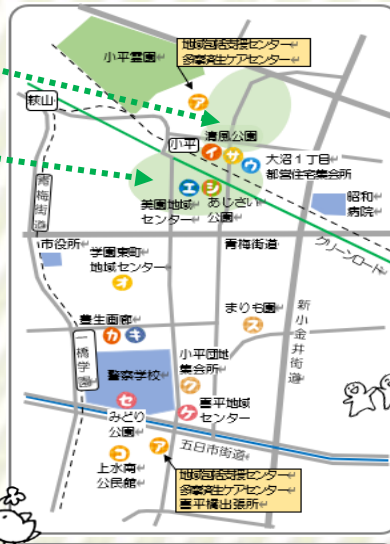 地域包括支援センター
多摩済生ケアセンター
小平霊園
ア
萩山
清風公園
小平
イ
サ
ウ
大沼1丁目
都営住宅集会所
エ
シ
昭和
病院
美園地域
センター
あじさい
公園
青梅街道
グリーンロード
市役所
学園東町
地域センター
青梅街道
オ
まりも園
ス
新小金井街道
豊生画廊
カ
キ
一橋学園
小平団地
集会所
警察学校
ク
セ
みどり
公園
ケ
喜平地域
センター
五日市街道
コ
ア
上水南
公民館
地域包括支援センター
多摩済生ケアセンター
喜平橋出張所